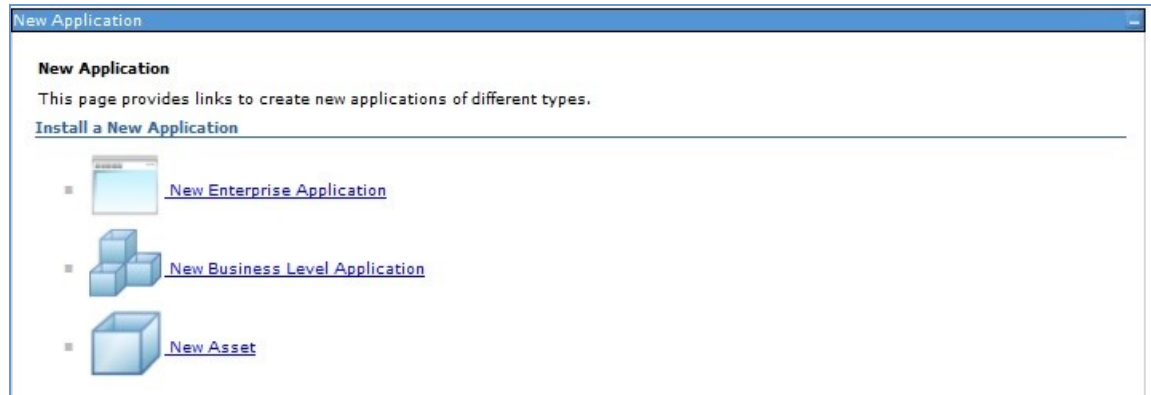 New Application
New Application
This page provides links to create new applications of different types.
Install a New Application
New Enterprise Application
New Business Level Application
New Asset